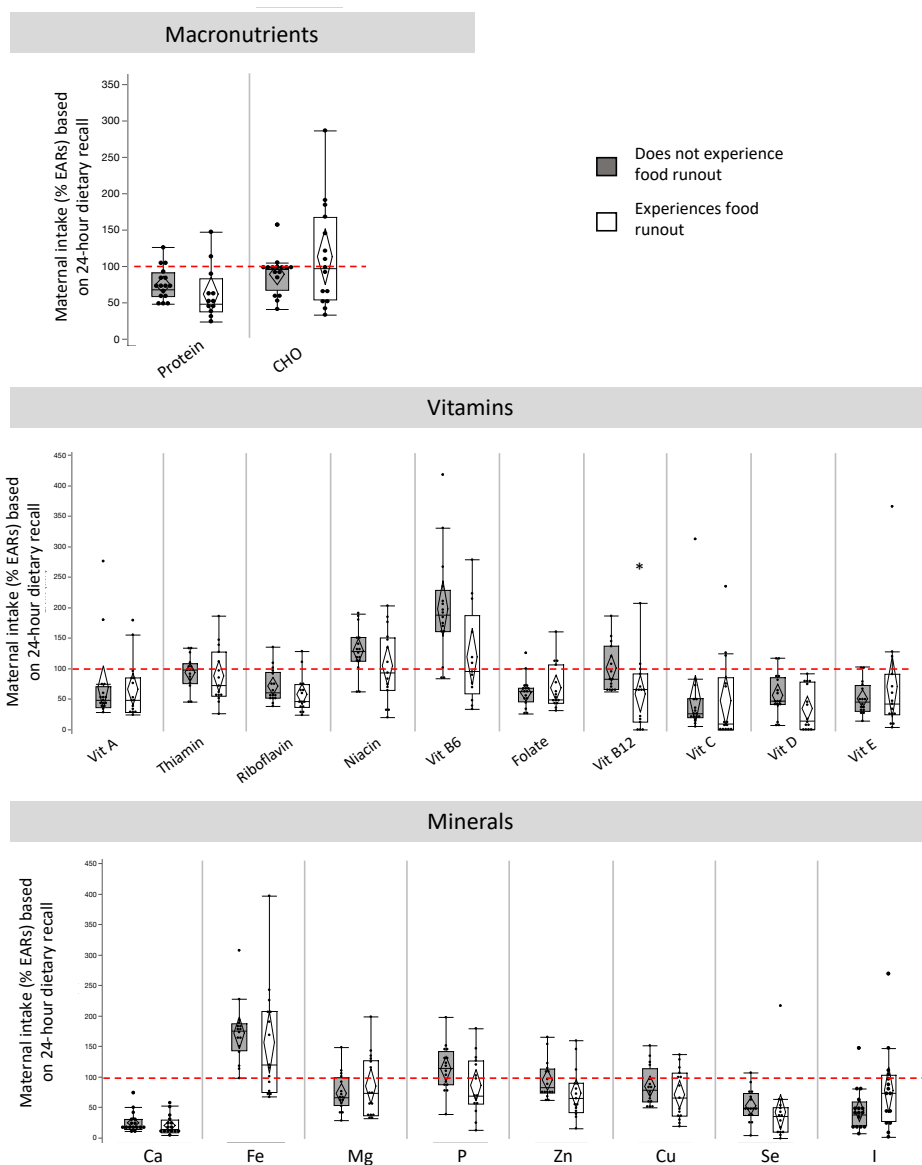 Macronutrients
Maternal intake (% EARs) based
on 24-hour dietary recall
350
300
250
200
150
100
50
0
Protein
CHO
Does not experience
food runout
Experiences food
runout
Vitamins
Maternal intake (% EARs) based
on 24-hour dietary recall
450
400
350
300
250
200
150
100
50
0
*
Vit A
Thiamin
Riboflavin
Niacin
Vit B6
Folate
Vit B12
Vit C
Vit D
Vit E
Minerals
Maternal intake (% EARs) based
on 24-hour dietary recall
450
400
350
300
250
200
150
100
50
0
Ca
Fe
Mg
P
Zn
Cu
Se
I